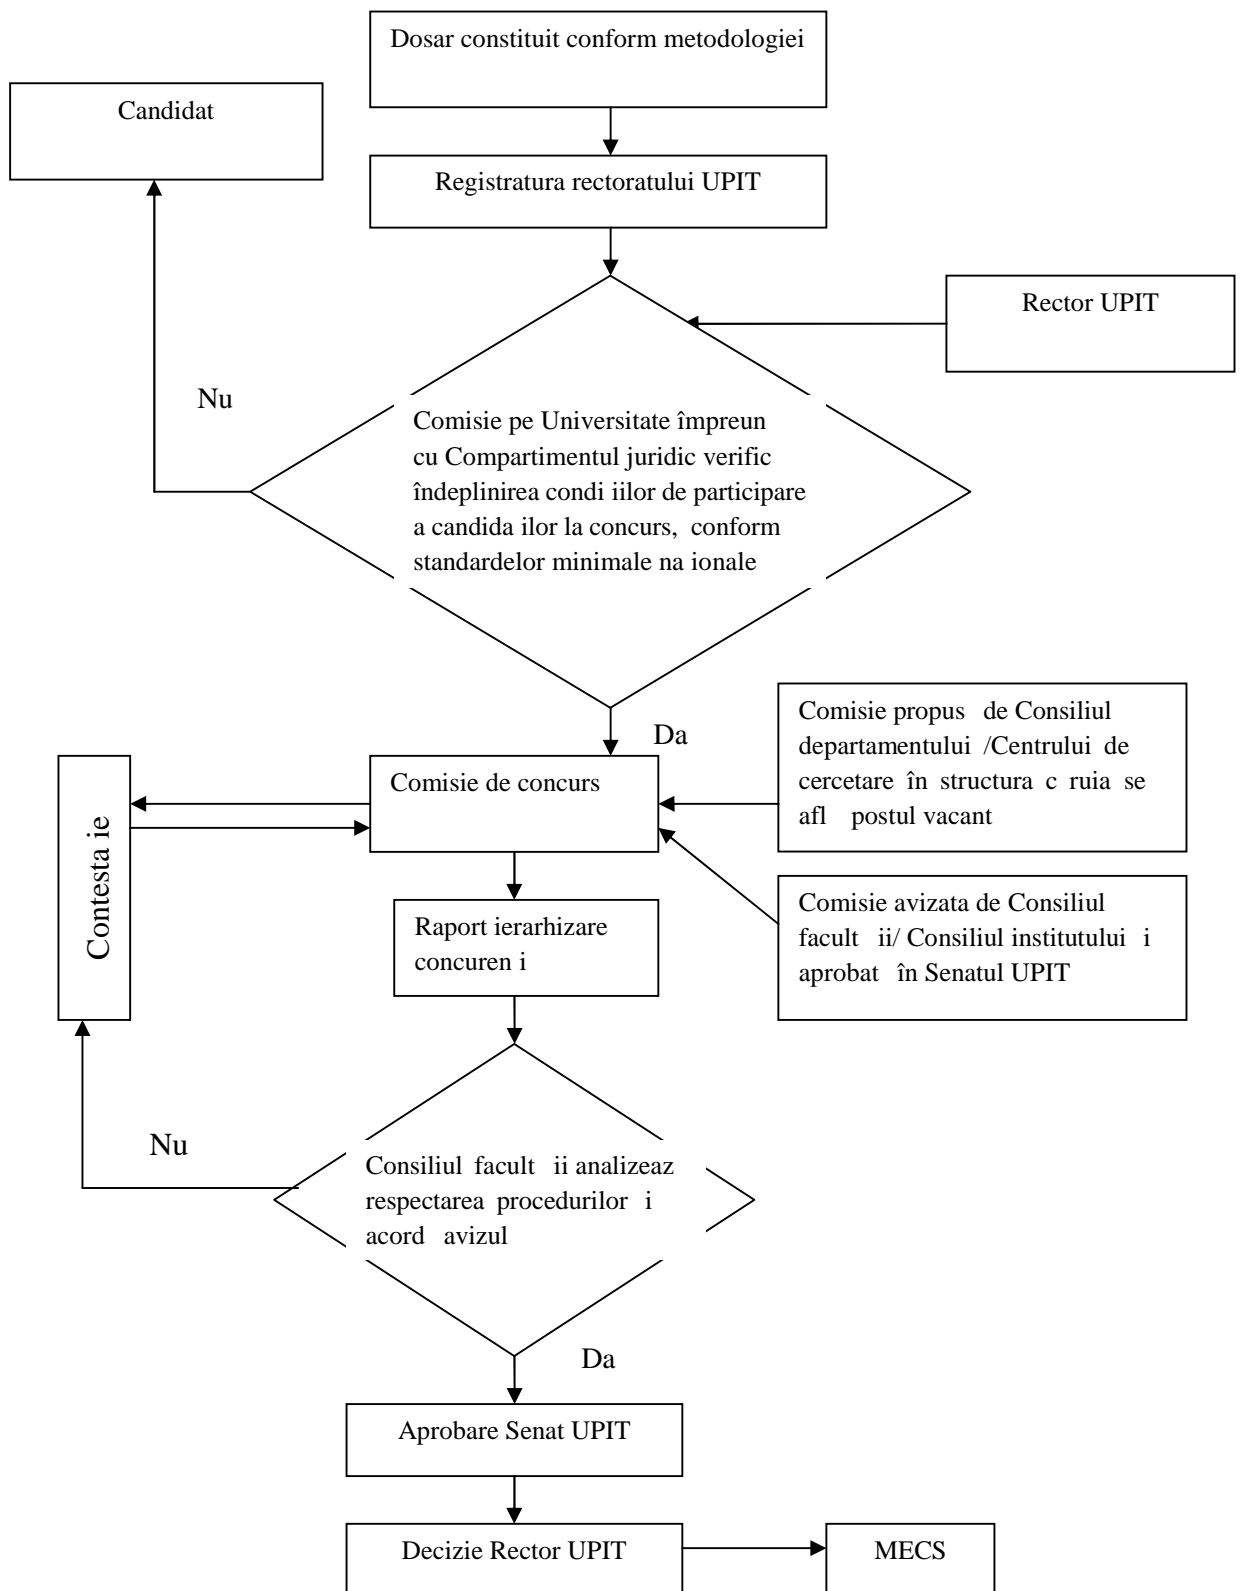 Dosar constituit conform metodologiei
Candidat
Registratura rectoratului UPIT
Rector UPIT
Nu
Comisie pe Universitate împreun
cu Compartimentul juridic verific
îndeplinirea condi iilor de participare
a candida ilor la concurs, conform
standardelor minimale na ionale
Da
Comisie propus de Consiliul
departamentului /Centrului de
cercetare în structura c ruia se
afl postul vacant
Comisie de concurs
Contesta ie
Comisie avizata de Consiliul
facult ii/ Consiliul institutului i
aprobat în Senatul UPIT
Raport ierarhizare
concuren i
Nu
Consiliul facult ii analizeaz
respectarea procedurilor i
acord avizul
Da
Aprobare Senat UPIT
Decizie Rector UPIT
MECS